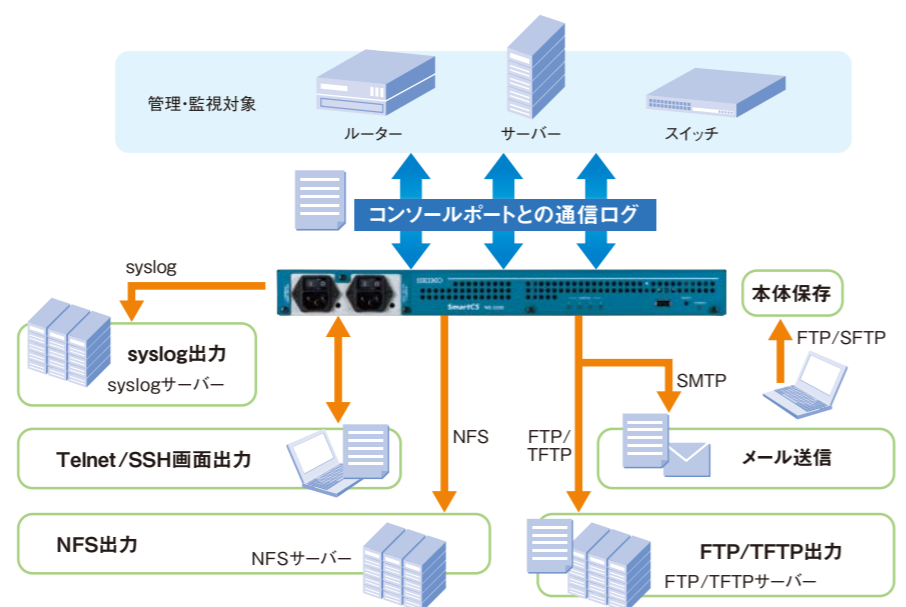 管理・監視対象
ルーター
サーバー
スイッチ
コンソールポートとの通信ログ
syslog
SEIKO
SmartCS
本体保存
FTP/SFTP
syslog出力
syslogサーバー
SMTP
NFS
FTP/
TFTP
Telnet/SSH画面出力
メール送信
NFS出力
NFSサーバー
FTP/TFTP出力
FTP/TFTPサーバー